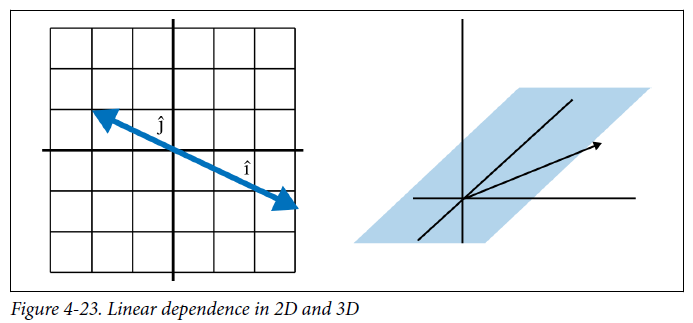 ĵ
î
Figure 4-23. Linear dependence in 2D and 3D